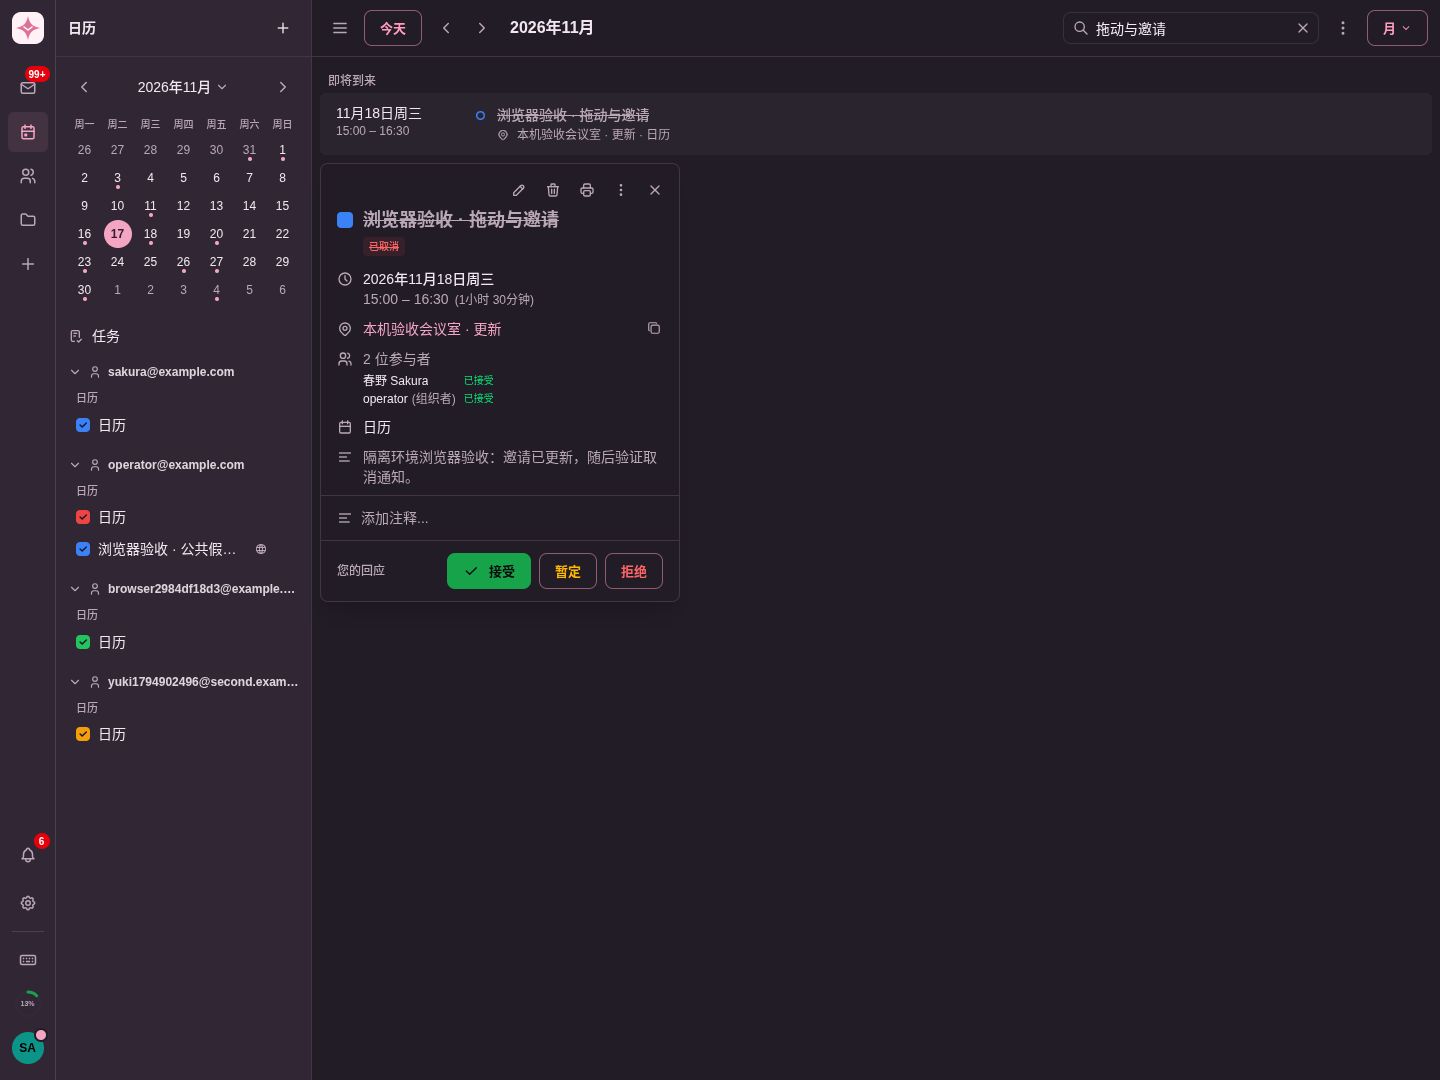 日历
今天
2026年11月
拖动与邀请
月
99+
2026年11月
周一 周二 周三 周四 周五 周六 周日
26 27 28 29 30 31 1
2 3 4 5 6 7 8
9 10 11 12 13 14 15
16 17 18 19 20 21 22
23 24 25 26 27 28 29
30 1 2 3 4 5 6
任务
sakura@example.com
日历
日历
operator@example.com
日历
日历
浏览器验收 · 公共假…
browser2984df18d3@example.…
日历
日历
yuki1794902496@second.exam…
日历
日历
6
13%
SA
即将到来
11月18日周三
15:00 – 16:30
浏览器验收 · 拖动与邀请
本机验收会议室 · 更新 · 日历
浏览器验收 · 拖动与邀请
已取消
2026年11月18日周三
15:00 – 16:30 (1小时 30分钟)
本机验收会议室 · 更新
2 位参与者
春野 Sakura 已接受
operator (组织者) 已接受
日历
隔离环境浏览器验收：邀请已更新，随后验证取
消通知。
添加注释...
您的回应
接受
暂定
拒绝